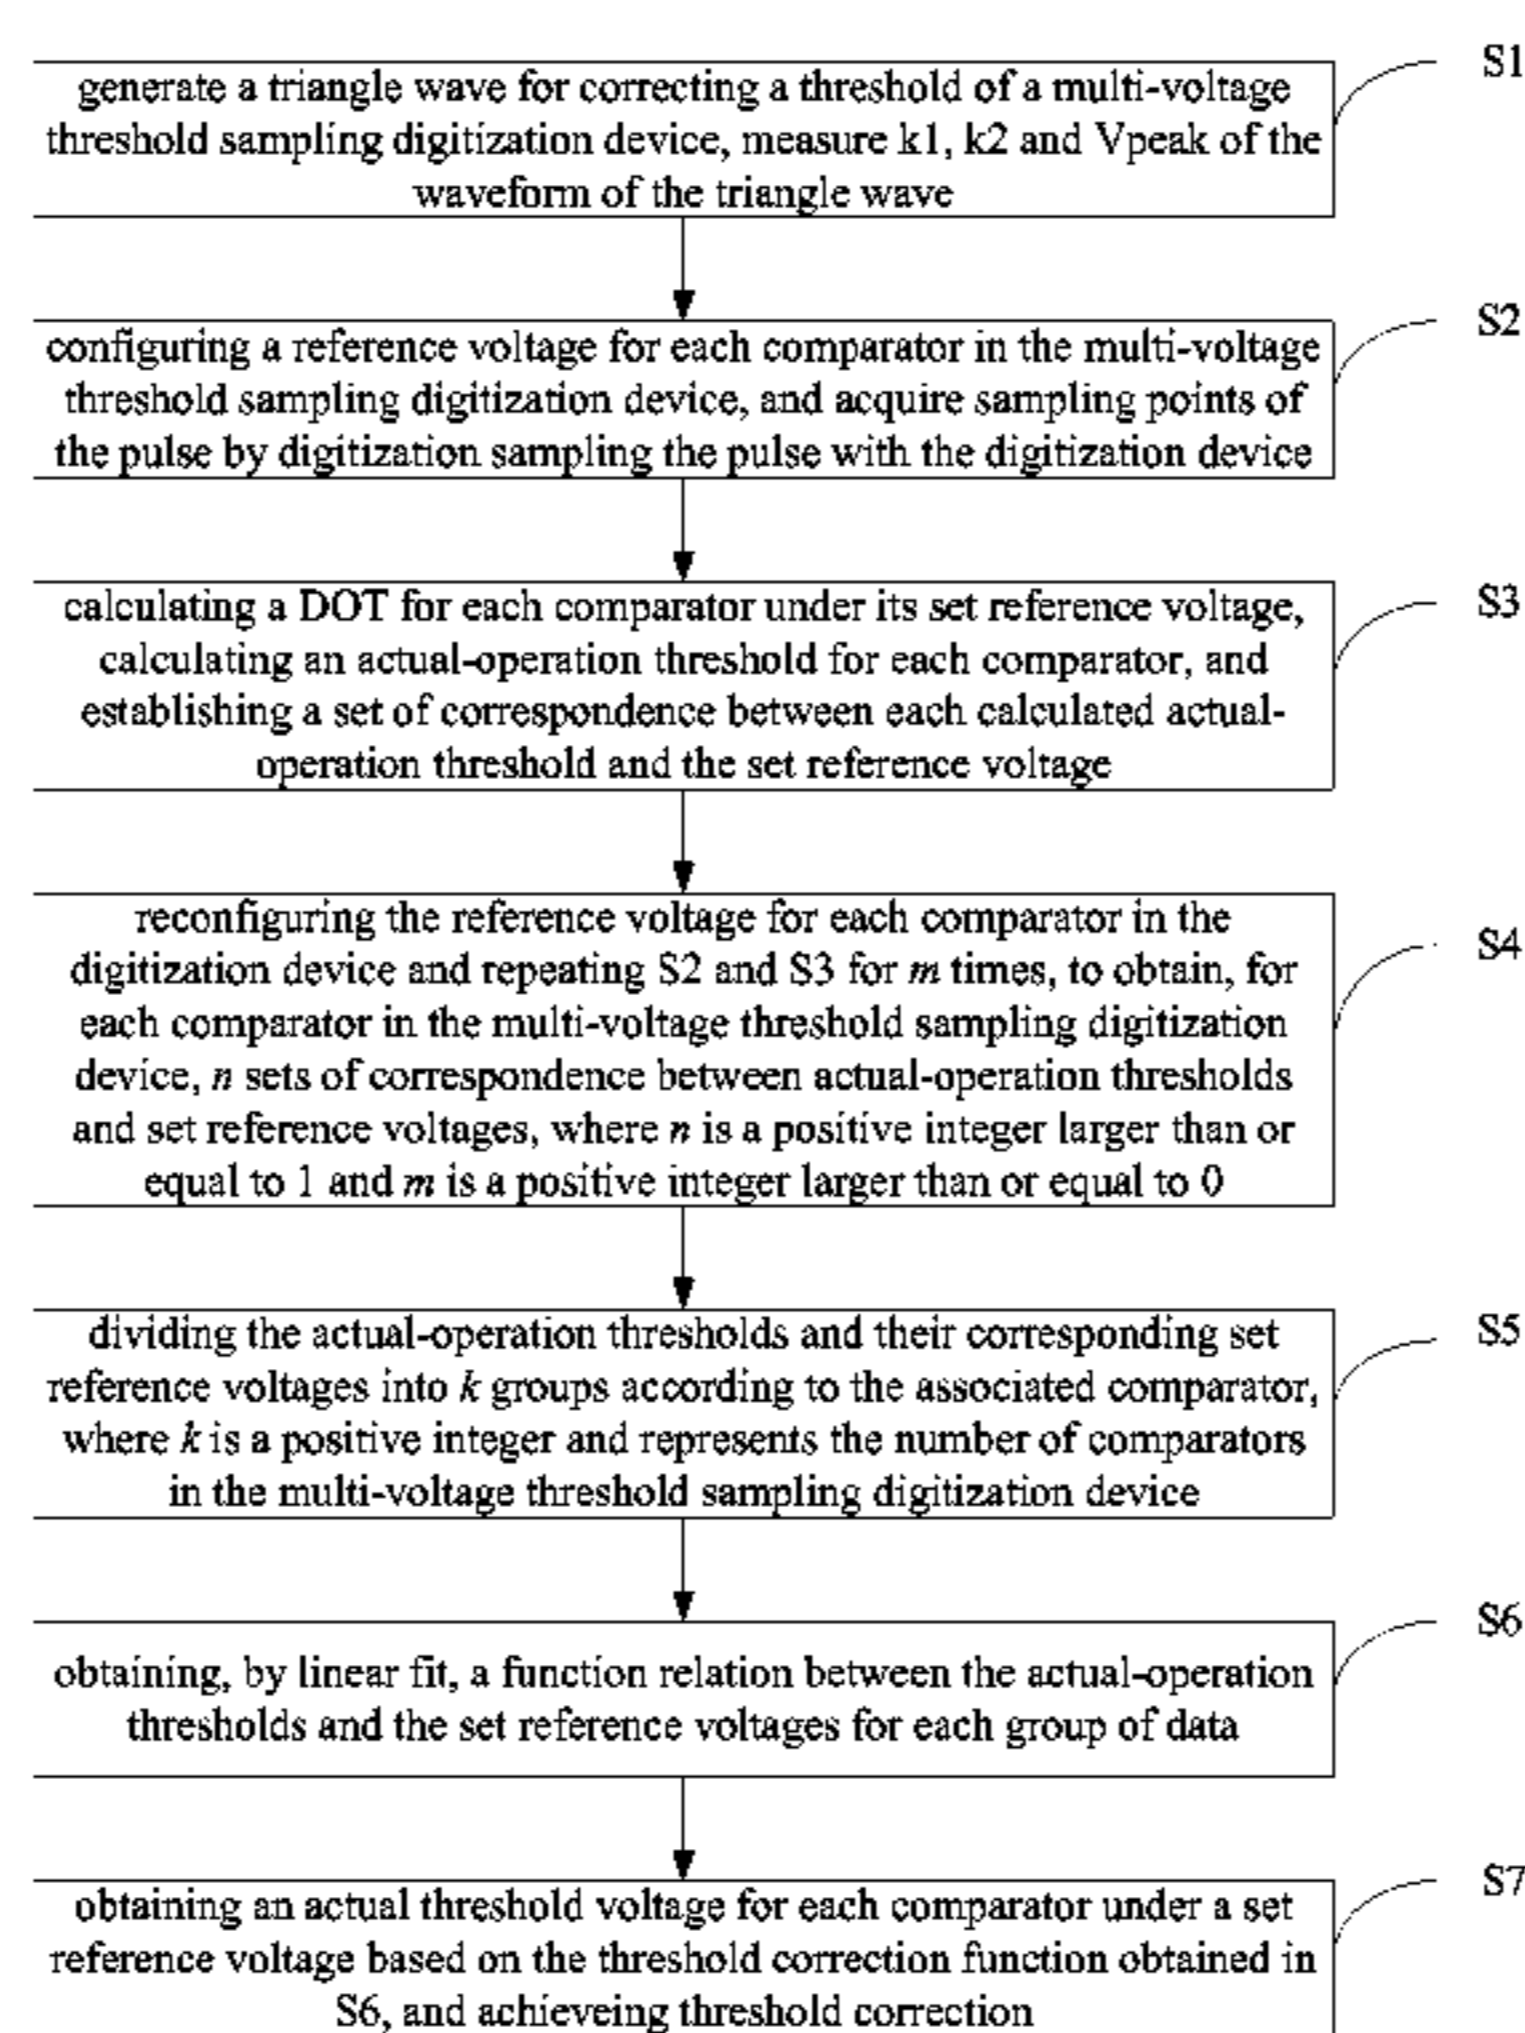 S1
generate a triangle wave for correcting a threshold of a multi-voltage
threshold sampling digitization device, measure k1, k2 and Vpeak of the
waveform of the triangle wave
S2
configuring a reference voltage for each comparator in the multi-voltage
threshold sampling digitization device, and acquire sampling points of
the pulse by digitization sampling the pulse with the digitization device
S3
calculating a DOT for each comparator under its set reference voltage,
calculating an actual-operation threshold for each comparator, and
establishing a set of correspondence between each calculated actual-
operation threshold and the set reference voltage
S4
reconfiguring the reference voltage for each comparator in the
digitization device and repeating S2 and S3 for m times, to obtain, for
each comparator in the multi-voltage threshold sampling digitization
device, n sets of correspondence between actual-operation thresholds
and set reference voltages, where n is a positive integer larger than or
equal to 1 and m is a positive integer larger than or equal to 0
S5
dividing the actual-operation thresholds and their corresponding set
reference voltages into k groups according to the associated comparator,
where k is a positive integer and represents the number of comparators
in the multi-voltage threshold sampling digitization device
S6
obtaining, by linear fit, a function relation between the actual-operation
thresholds and the set reference voltages for each group of data
S7
obtaining an actual threshold voltage for each comparator under a set
reference voltage based on the threshold correction function obtained in
S6, and achieveing threshold correction